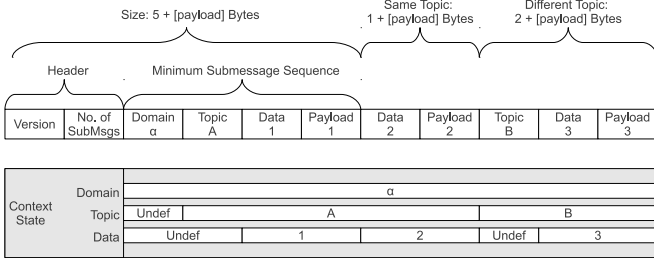 Size: 5 + [payload] Bytes
Same Topic:
1 + [payload] Bytes
Different Topic:
2 + [payload] Bytes
Header
Minimum Submessage Sequence
Version
No. of
SubMsgs
Domain
α
Topic
A
Data
1
Payload
1
Data
2
Payload
2
Topic
B
Data
3
Payload
3
Context
State
Domain
α
Topic
Undef
A
B
Data
Undef
1
2
Undef
3